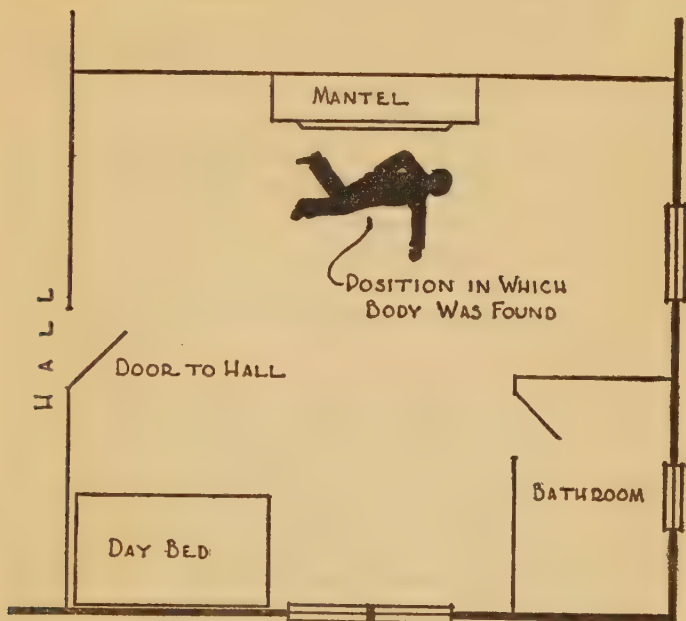 MANTEL
POSITION IN WHICH
BODY WAS FOUND
HALL
DOOR TO HALL
BATHROOM
DAY BED